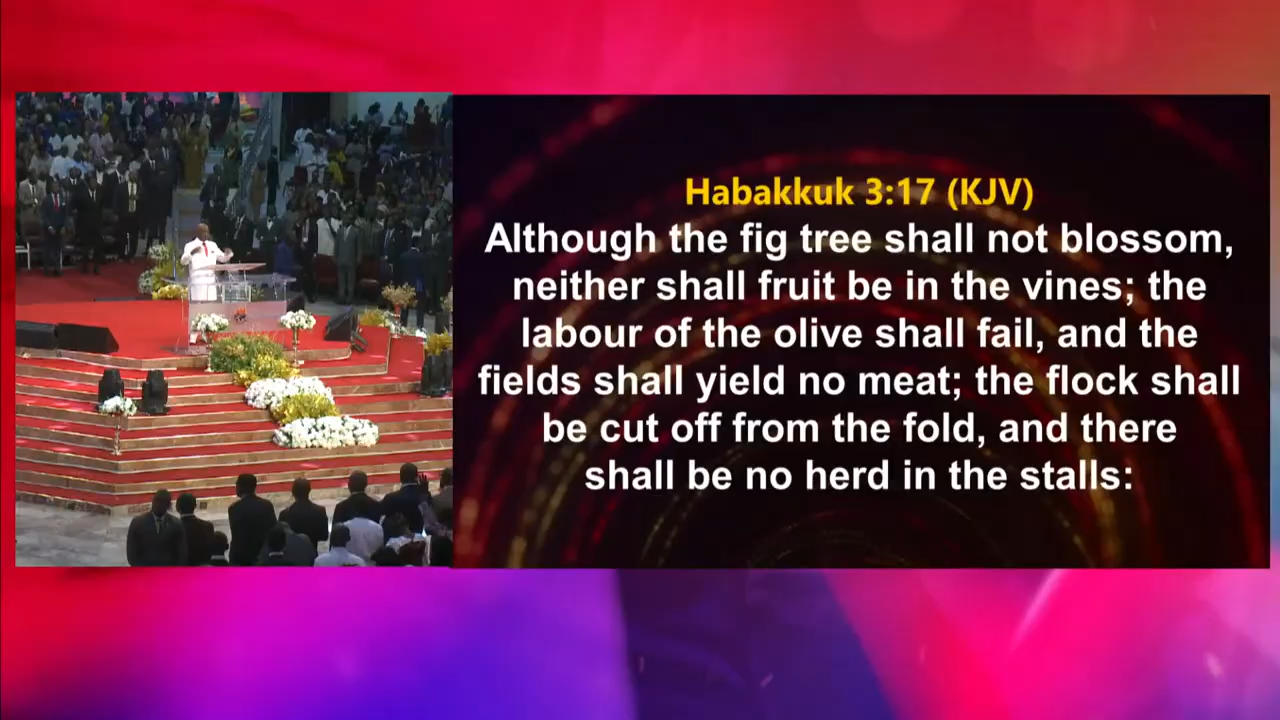 Habakkuk 3:17 (KJV)
Although the fig tree shall not blossom,
neither shall fruit be in the vines; the
labour of the olive shall fail, and the
fields shall yield no meat; the flock shall
be cut off from the fold, and there
shall be no herd in the stalls: